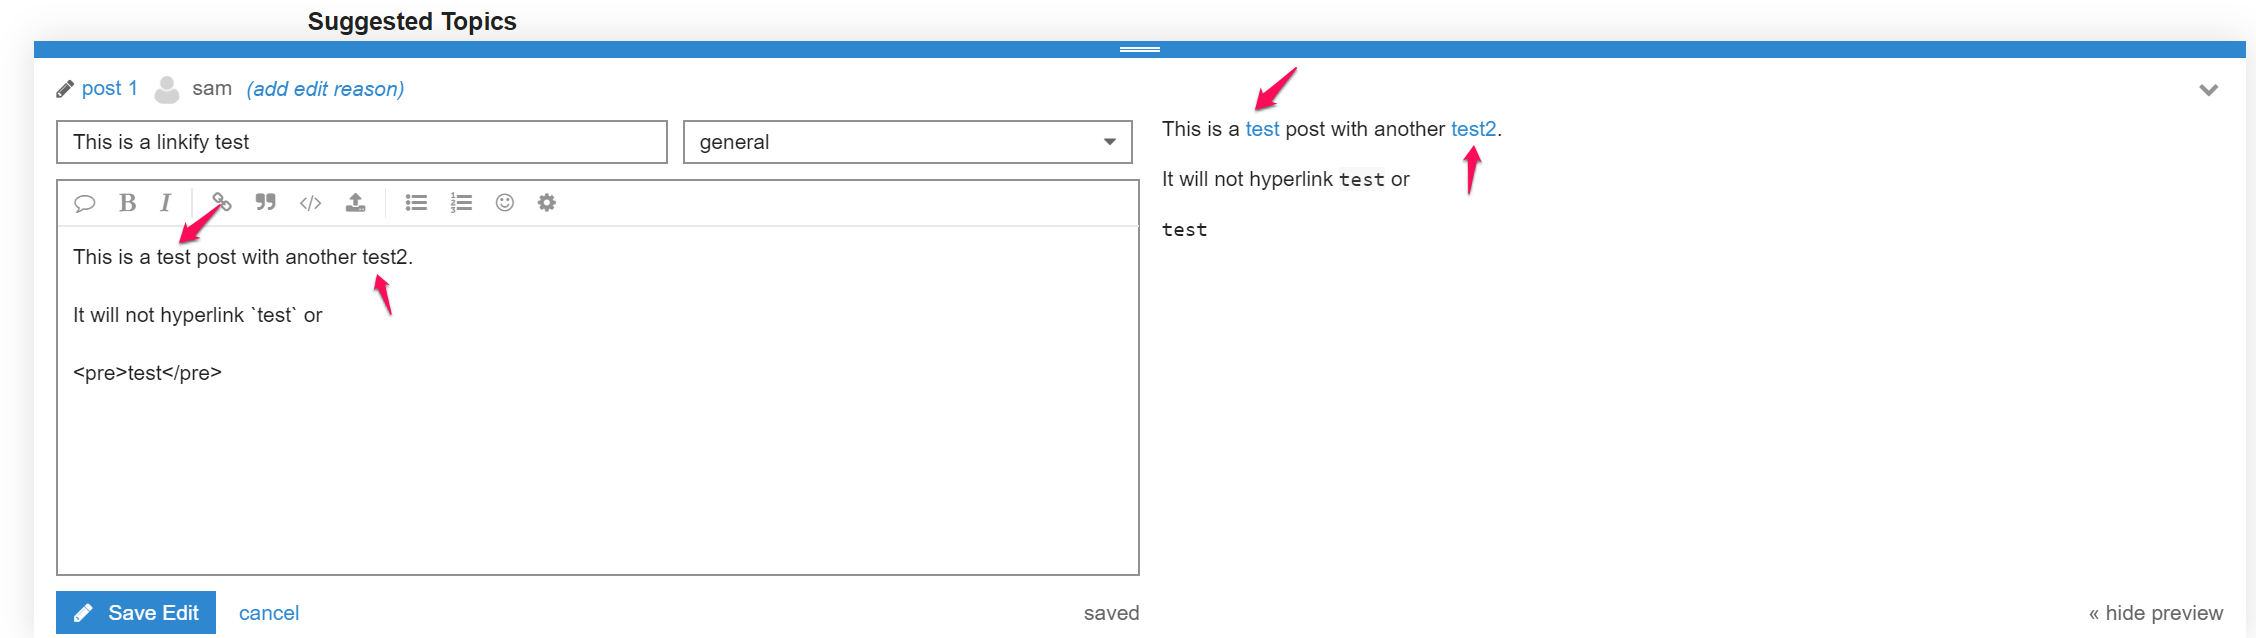 Suggested Topics
post 1 sam (add edit reason)
This is a linkify test
general
B I
This is a test post with another test2.
It will not hyperlink `test` or
<pre>test</pre>
This is a test post with another test2.
It will not hyperlink test or
test
Save Edit cancel saved « hide preview